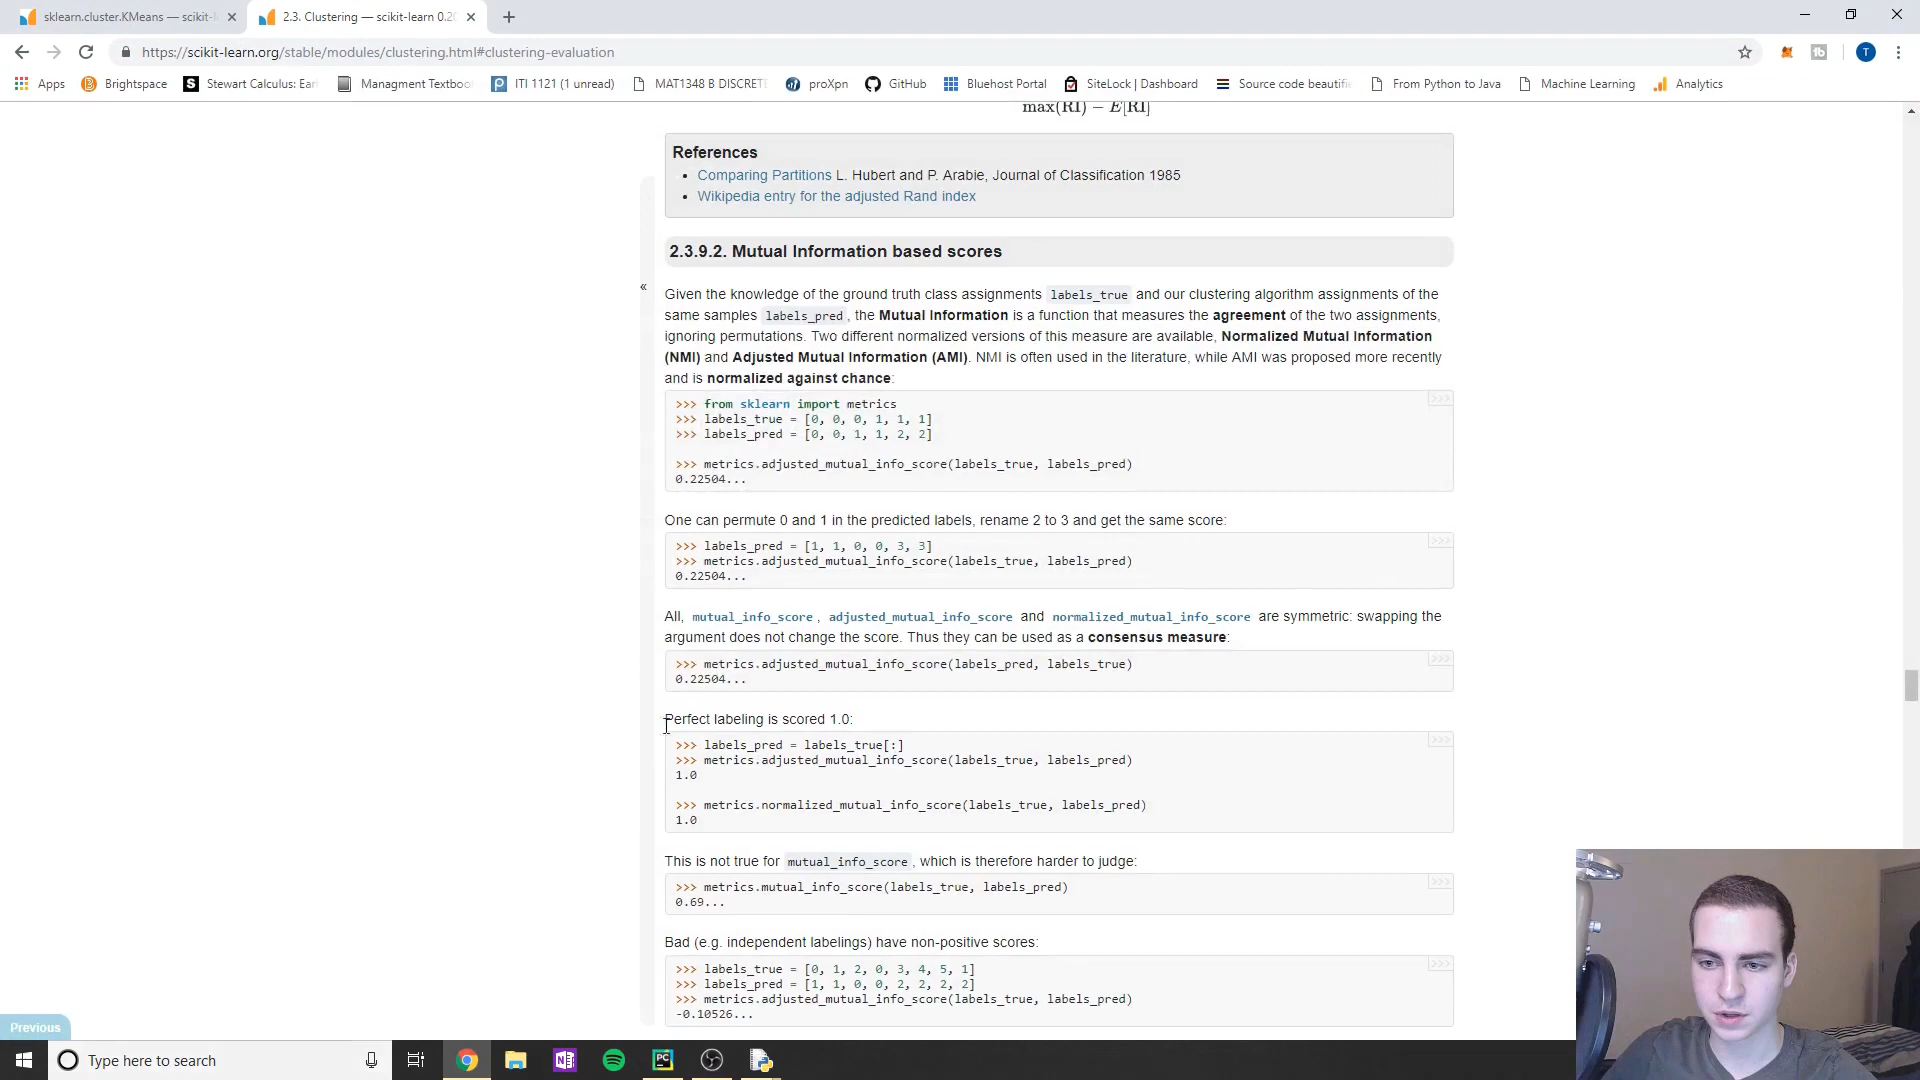 sklearn.cluster.KMeans — scikit-l
2.3. Clustering — scikit-learn 0.20
https://scikit-learn.org/stable/modules/clustering.html#clustering-evaluation
T
Apps
Brightspace
Stewart Calculus: Earl
Managment Textboo
ITI 1121 (1 unread)
MAT1348 B DISCRETE
proXpn
GitHub
Bluehost Portal
SiteLock | Dashboard
Source code beautifi
From Python to Java
Machine Learning
Analytics
max(RI) − E[RI]
References
• Comparing Partitions L. Hubert and P. Arabie, Journal of Classification 1985
• Wikipedia entry for the adjusted Rand index
2.3.9.2. Mutual Information based scores
«
Given the knowledge of the ground truth class assignments labels_true and our clustering algorithm assignments of the
same samples labels_pred, the Mutual Information is a function that measures the agreement of the two assignments,
ignoring permutations. Two different normalized versions of this measure are available, Normalized Mutual Information
(NMI) and Adjusted Mutual Information (AMI). NMI is often used in the literature, while AMI was proposed more recently
and is normalized against chance:
>>>
>>> from sklearn import metrics
>>> labels_true = [0, 0, 0, 1, 1, 1]
>>> labels_pred = [0, 0, 1, 1, 2, 2]
>>> metrics.adjusted_mutual_info_score(labels_true, labels_pred)
0.22504...
One can permute 0 and 1 in the predicted labels, rename 2 to 3 and get the same score:
>>>
>>> labels_pred = [1, 1, 0, 0, 3, 3]
>>> metrics.adjusted_mutual_info_score(labels_true, labels_pred)
0.22504...
All, mutual_info_score, adjusted_mutual_info_score and normalized_mutual_info_score are symmetric: swapping the
argument does not change the score. Thus they can be used as a consensus measure:
>>>
>>> metrics.adjusted_mutual_info_score(labels_pred, labels_true)
0.22504...
Perfect labeling is scored 1.0:
>>>
>>> labels_pred = labels_true[:]
>>> metrics.adjusted_mutual_info_score(labels_true, labels_pred)
1.0
>>> metrics.normalized_mutual_info_score(labels_true, labels_pred)
1.0
This is not true for mutual_info_score, which is therefore harder to judge:
>>>
>>> metrics.mutual_info_score(labels_true, labels_pred)
0.69...
Bad (e.g. independent labelings) have non-positive scores:
>>>
>>> labels_true = [0, 1, 2, 0, 3, 4, 5, 1]
>>> labels_pred = [1, 1, 0, 0, 2, 2, 2, 2]
>>> metrics.adjusted_mutual_info_score(labels_true, labels_pred)
-0.10526...
Previous
Type here to search